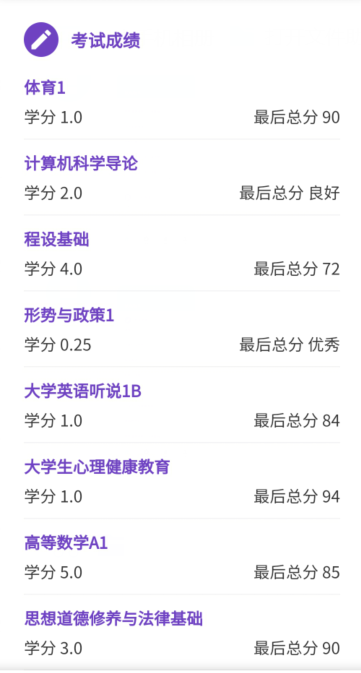 考试成绩
体育1
学分 1.0 最后总分 90
计算机科学导论
学分 2.0 最后总分 良好
程设基础
学分 4.0 最后总分 72
形势与政策1
学分 0.25 最后总分 优秀
大学英语听说1B
学分 1.0 最后总分 84
大学生心理健康教育
学分 1.0 最后总分 94
高等数学A1
学分 5.0 最后总分 85
思想道德修养与法律基础
学分 3.0 最后总分 90